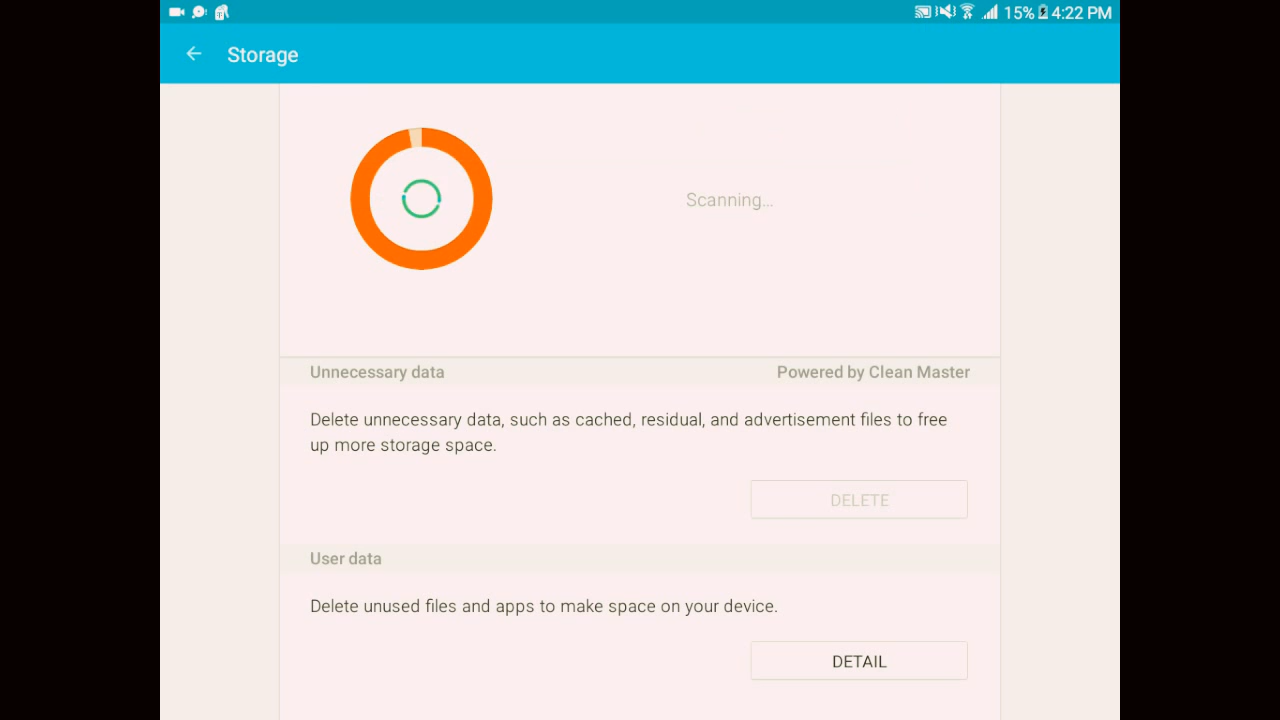 15% 4:22 PM
Storage
Scanning...
Unnecessary data Powered by Clean Master
Delete unnecessary data, such as cached, residual, and advertisement files to free
up more storage space.
DELETE
User data
Delete unused files and apps to make space on your device.
DETAIL